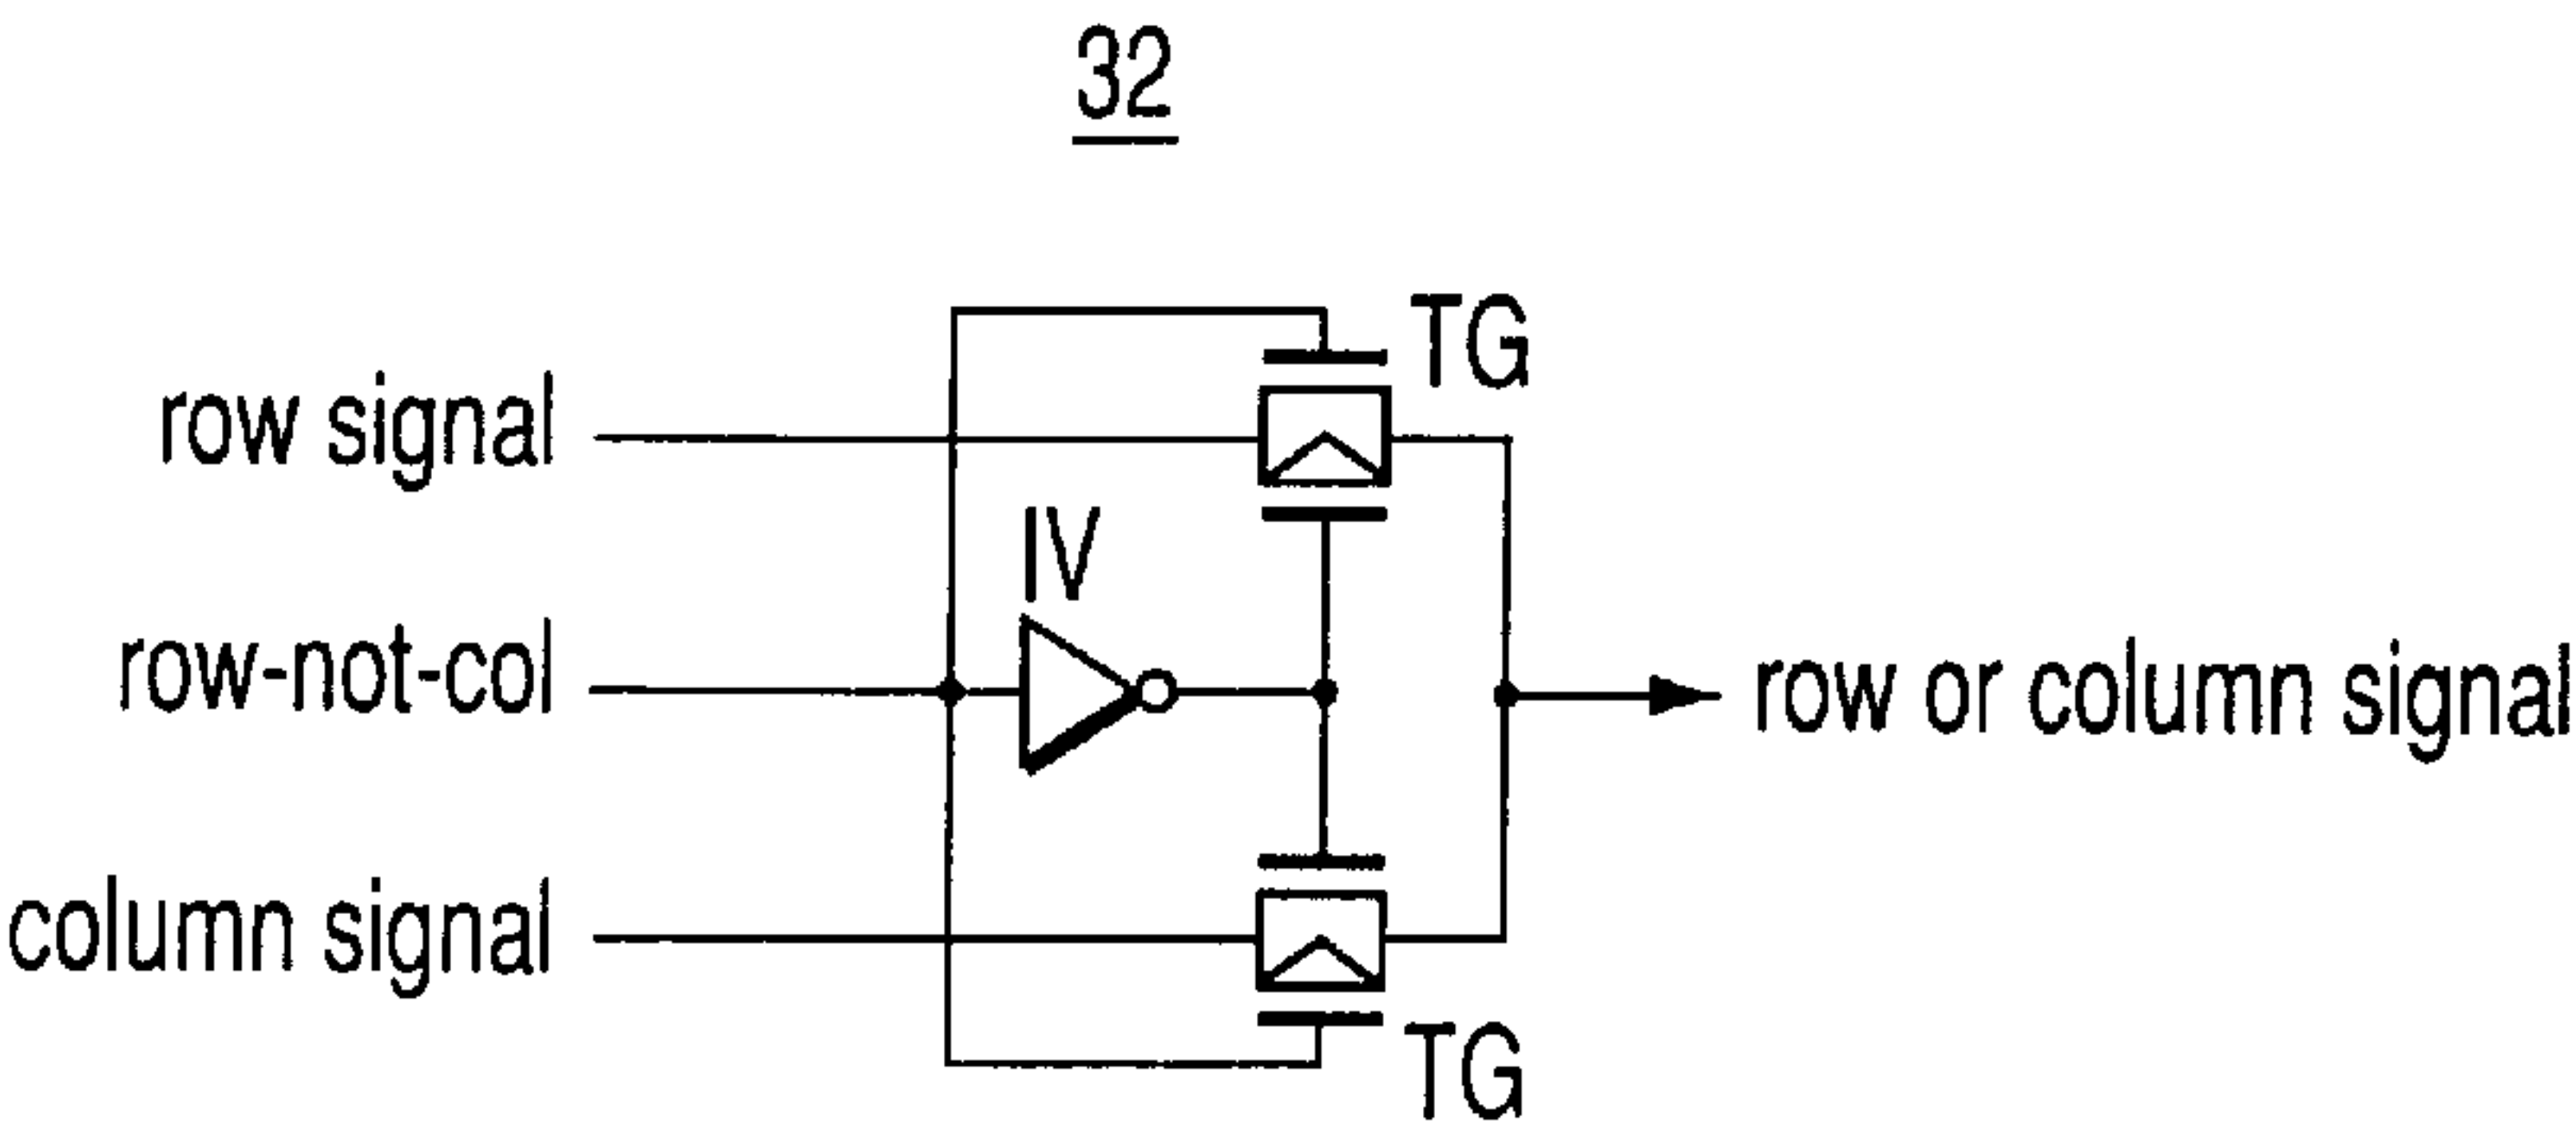 32
TG
row signal
IV
row-not-col
row or column signal
column signal
TG